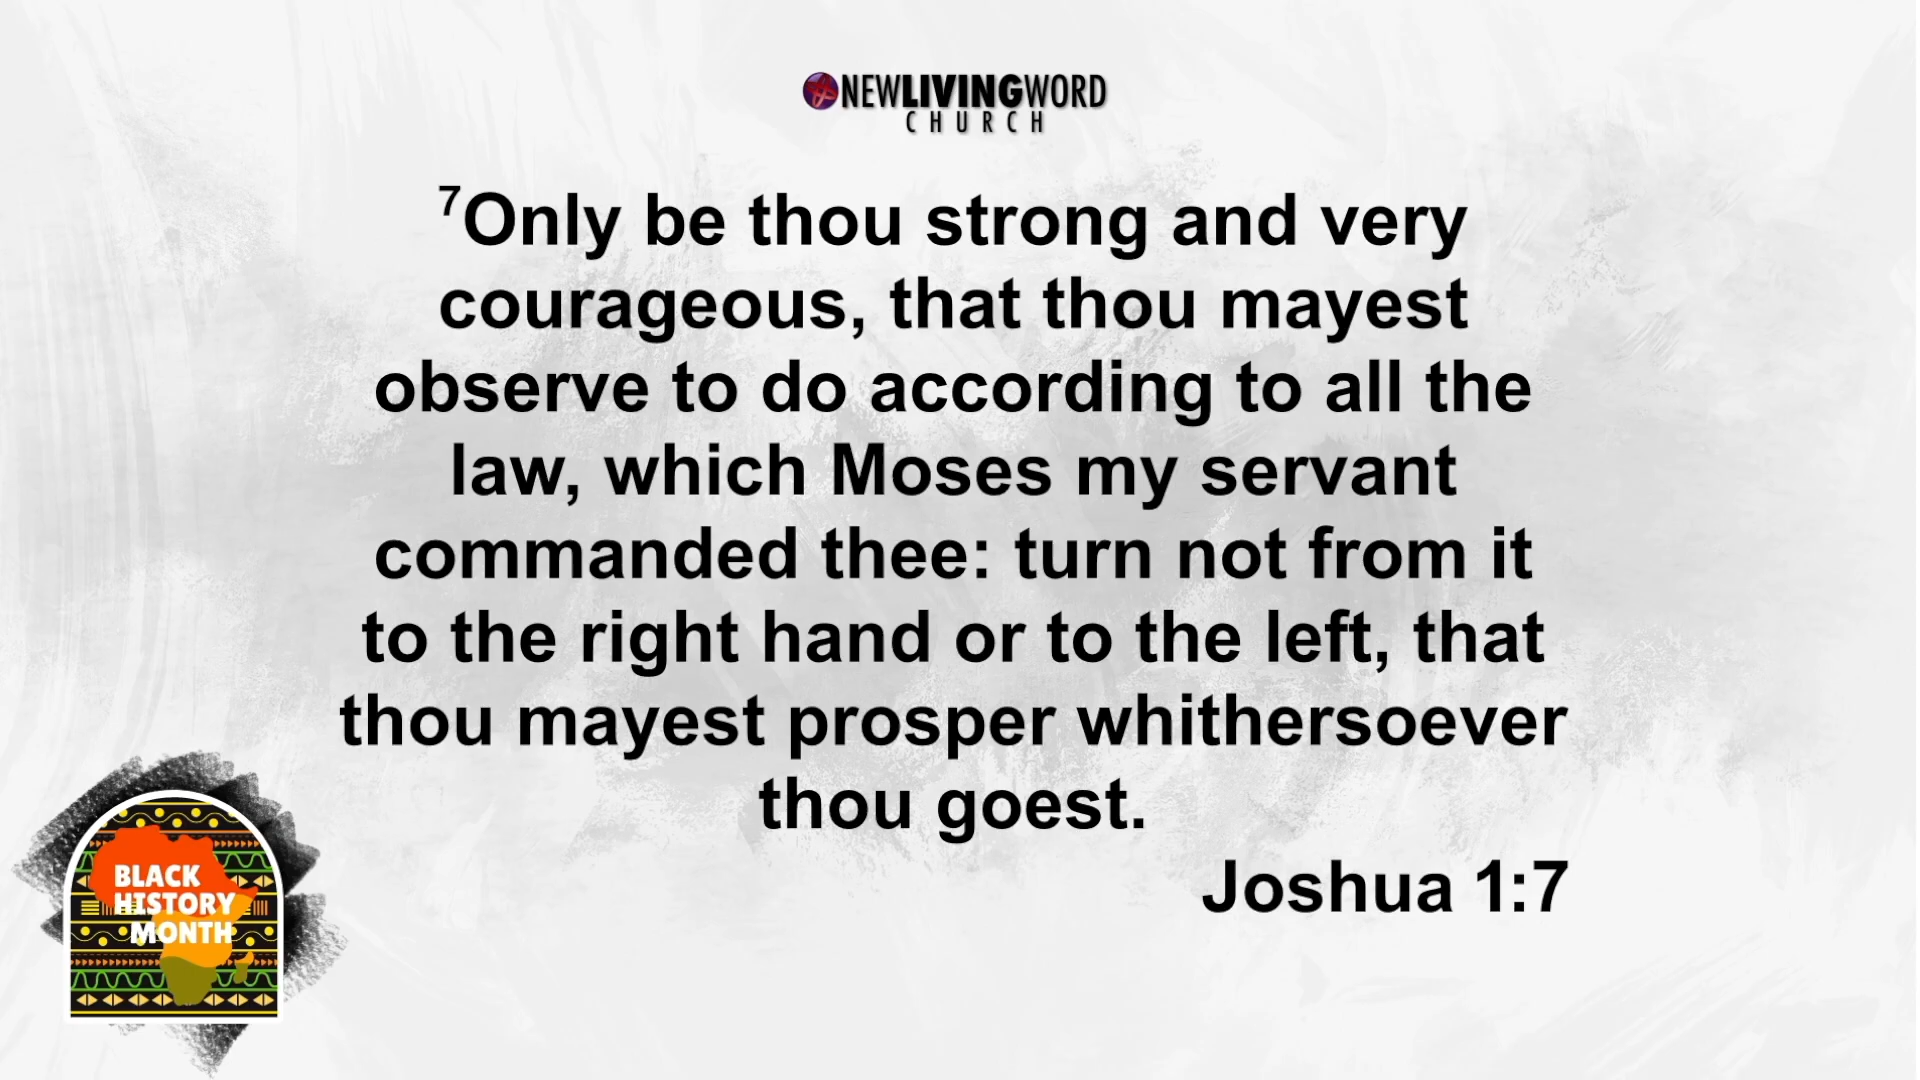 NEWLIVINGWORD
CHURCH
7Only be thou strong and very
courageous, that thou mayest
observe to do according to all the
law, which Moses my servant
commanded thee: turn not from it
to the right hand or to the left, that
thou mayest prosper whithersoever
thou goest.
Joshua 1:7
BLACK
HISTORY
MONTH